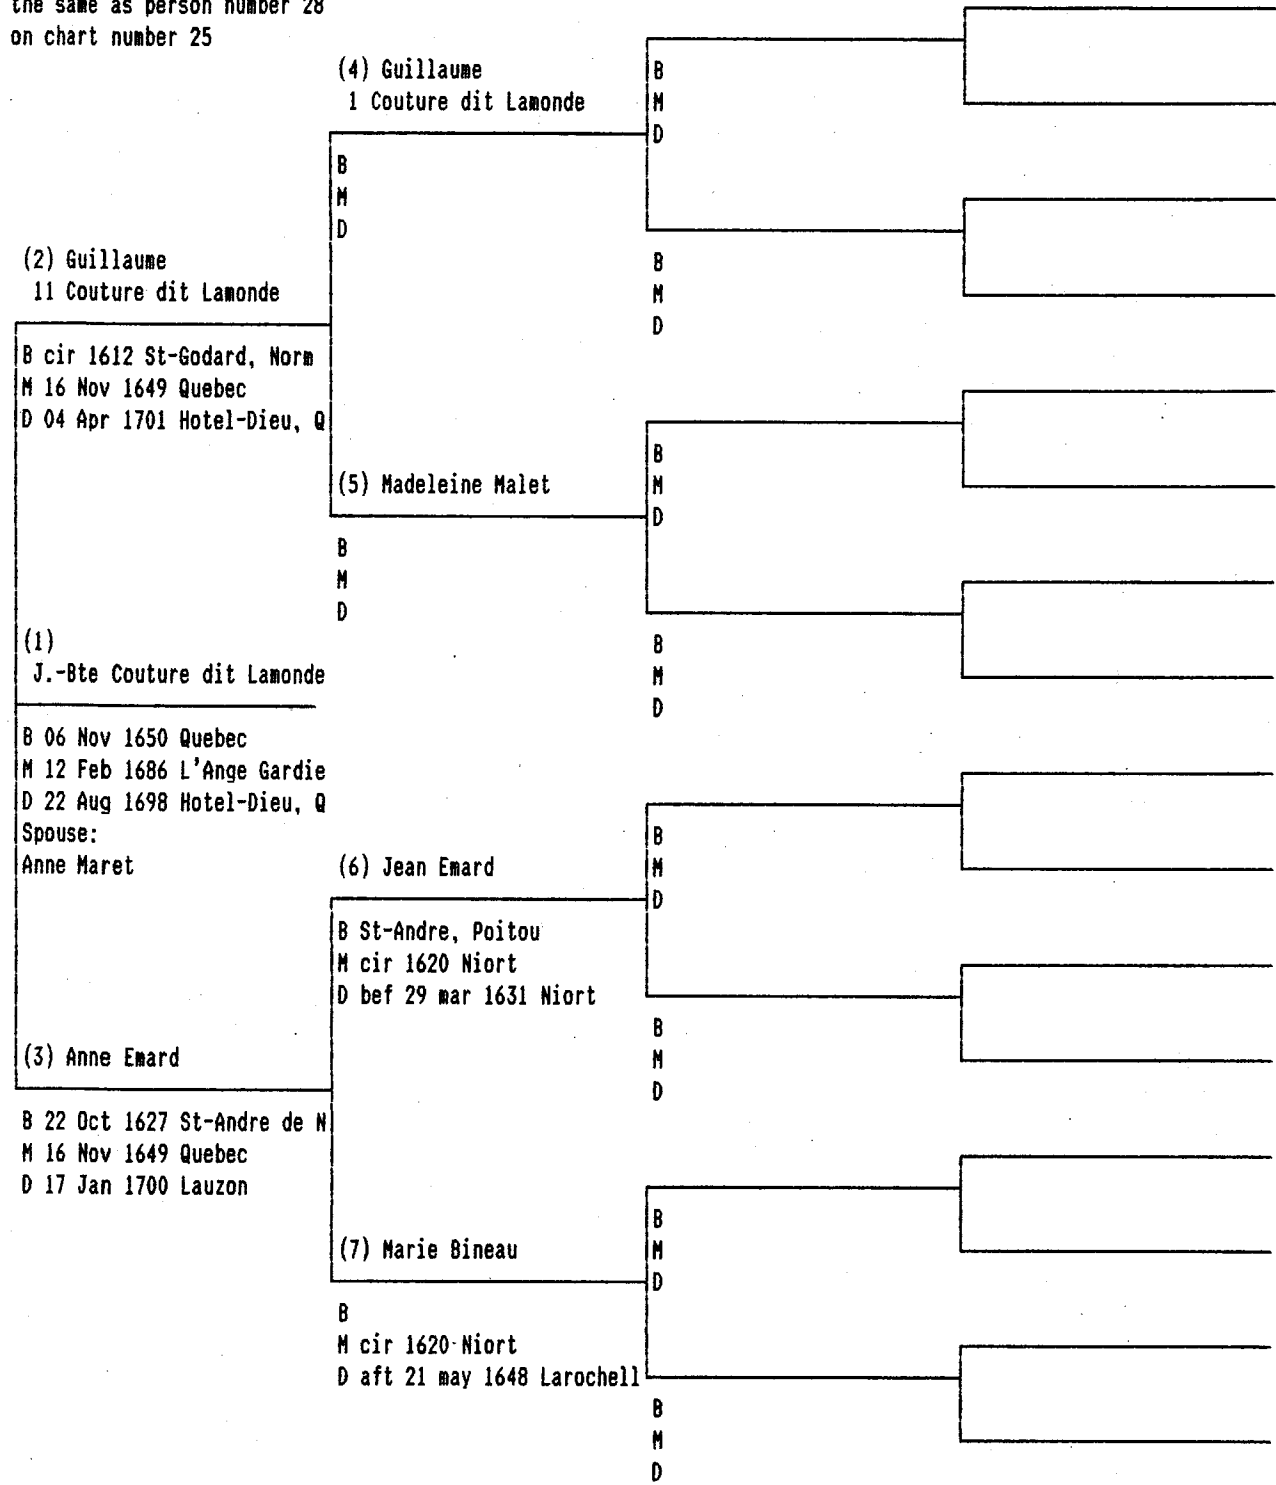 the same as person number 28
on chart number 25
(4) Guillaume
1 Couture dit Lamonde
B
M
D
B
M
D
(2) Guillaume
11 Couture dit Lamonde
B
M
D
B cir 1612 St-Godard, Norm
M 16 Nov 1649 Quebec
D 04 Apr 1701 Hotel-Dieu, Q
(5) Madeleine Malet
B
M
D
B
M
D
(1)
J.-Bte Couture dit Lamonde
B
M
D
B 06 Nov 1650 Quebec
M 12 Feb 1686 L'Ange Gardie
D 22 Aug 1698 Hotel-Dieu, Q
Spouse:
Anne Maret
(6) Jean Emard
B
M
D
B St-Andre, Poitou
M cir 1620 Niort
D bef 29 mar 1631 Niort
B
M
D
(3) Anne Emard
B 22 Oct 1627 St-Andre de N
M 16 Nov 1649 Quebec
D 17 Jan 1700 Lauzon
(7) Marie Bineau
B
M
D
B
M cir 1620 Niort
D aft 21 may 1648 Larochell
B
M
D